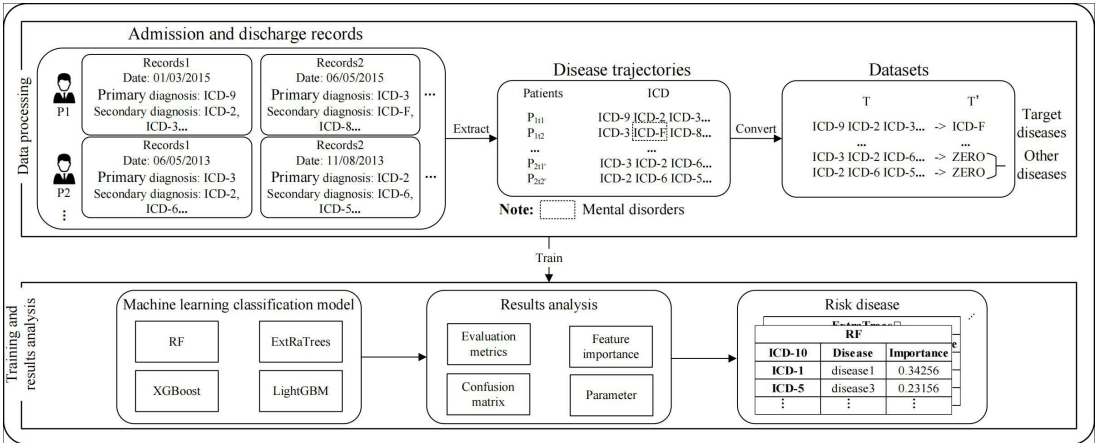 Data processing
Admission and discharge records
P1
Records1
Date: 01/03/2015
Primary diagnosis: ICD-9
Secondary diagnosis: ICD-2,
ICD-3...
Records2
Date: 06/05/2015
Primary diagnosis: ICD-3
Secondary diagnosis: ICD-F,
ICD-8...
...
P2
Records1
Date: 06/05/2013
Primary diagnosis: ICD-3
Secondary diagnosis: ICD-2,
ICD-6...
Records2
Date: 11/08/2013
Primary diagnosis: ICD-2
Secondary diagnosis: ICD-6,
ICD-5...
...
⋮
Extract
Disease trajectories
Patients ICD
P1t1 ICD-9 ICD-2 ICD-3...
P1t2 ICD-3 ICD-F ICD-8...
... ...
P2t1' ICD-3 ICD-2 ICD-6...
P2t2' ICD-2 ICD-6 ICD-5...
Note: Mental disorders
Convert
Datasets
T T'
ICD-9 ICD-2 ICD-3... -> ICD-F
... ...
ICD-3 ICD-2 ICD-6... -> ZERO
ICD-2 ICD-6 ICD-5... -> ZERO
Target
diseases
Other
diseases
Train
Training and
results analysis
Machine learning classification model
RF
ExtRaTrees
XGBoost
LightGBM
Results analysis
Evaluation
metrics
Feature
importance
Confusion
matrix
Parameter
Risk disease
...
RF
ICD-10 Disease Importance
ICD-1 disease1 0.34256
ICD-5 disease3 0.23156
⋮ ⋮ ⋮